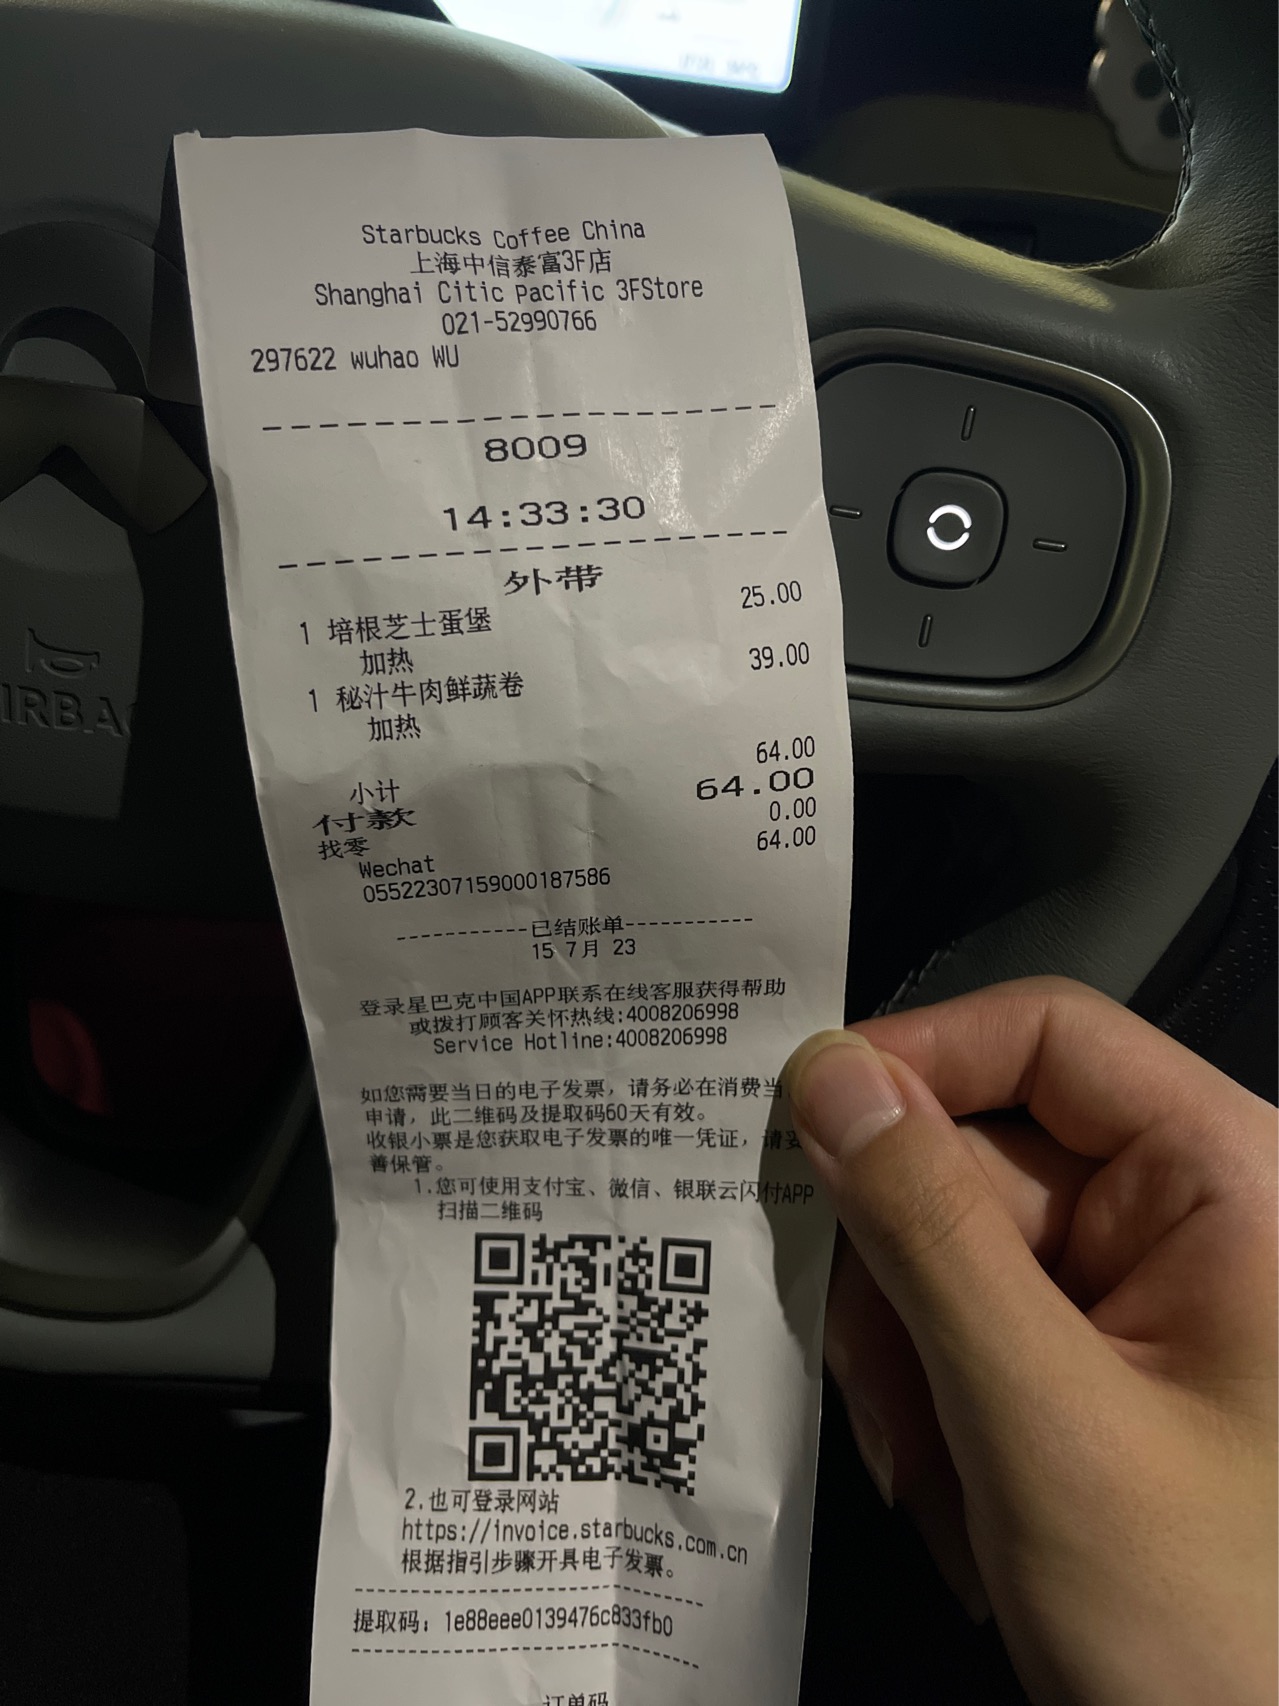 Starbucks Coffee China
上海中信泰富3F店
Shanghai Citic Pacific 3FStore
021-52990766
297622 wuhao WU
8009
14:33:30
外带
1 培根芝士蛋堡 25.00
加热
1 秘汁牛肉鲜蔬卷 39.00
加热
小计 64.00
付款 64.00
找零 0.00
Wechat 64.00
05522307159000187586
-----------已结账单-----------
15 7月 23
登录星巴克中国APP联系在线客服获得帮助
或拨打顾客关怀热线:4008206998
Service Hotline:4008206998
如您需要当日的电子发票，请务必在消费当
申请，此二维码及提取码60天有效。
收银小票是您获取电子发票的唯一凭证，请妥
善保管。
1.您可使用支付宝、微信、银联云闪付APP
扫描二维码
2.也可登录网站
https://invoice.starbucks.com.cn
根据指引步骤开具电子发票。
提取码: 1e88eee0139476c833fb0
订单码
IRBA